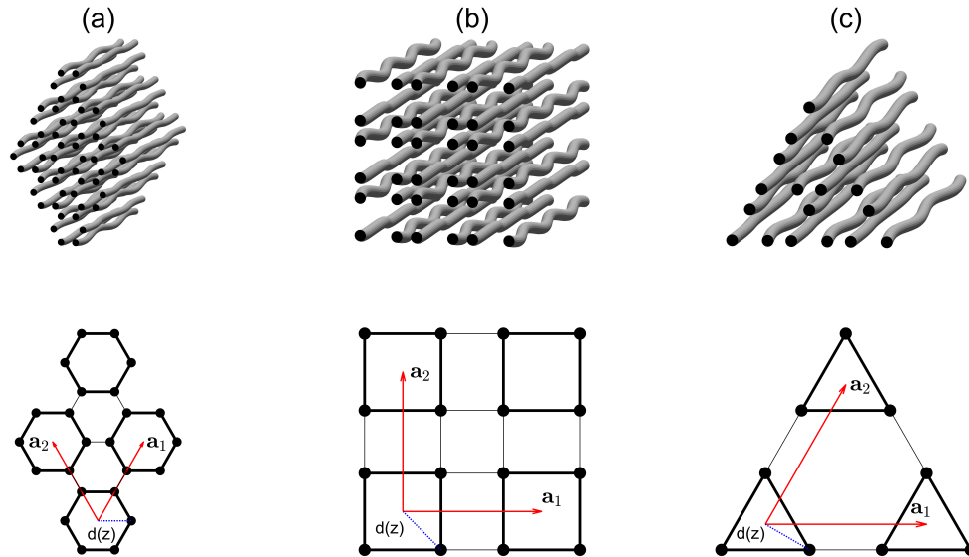 (a) (b) (c)
a₂ a₁ d(z)
a₂ a₁ d(z)
a₂ a₁ d(z)